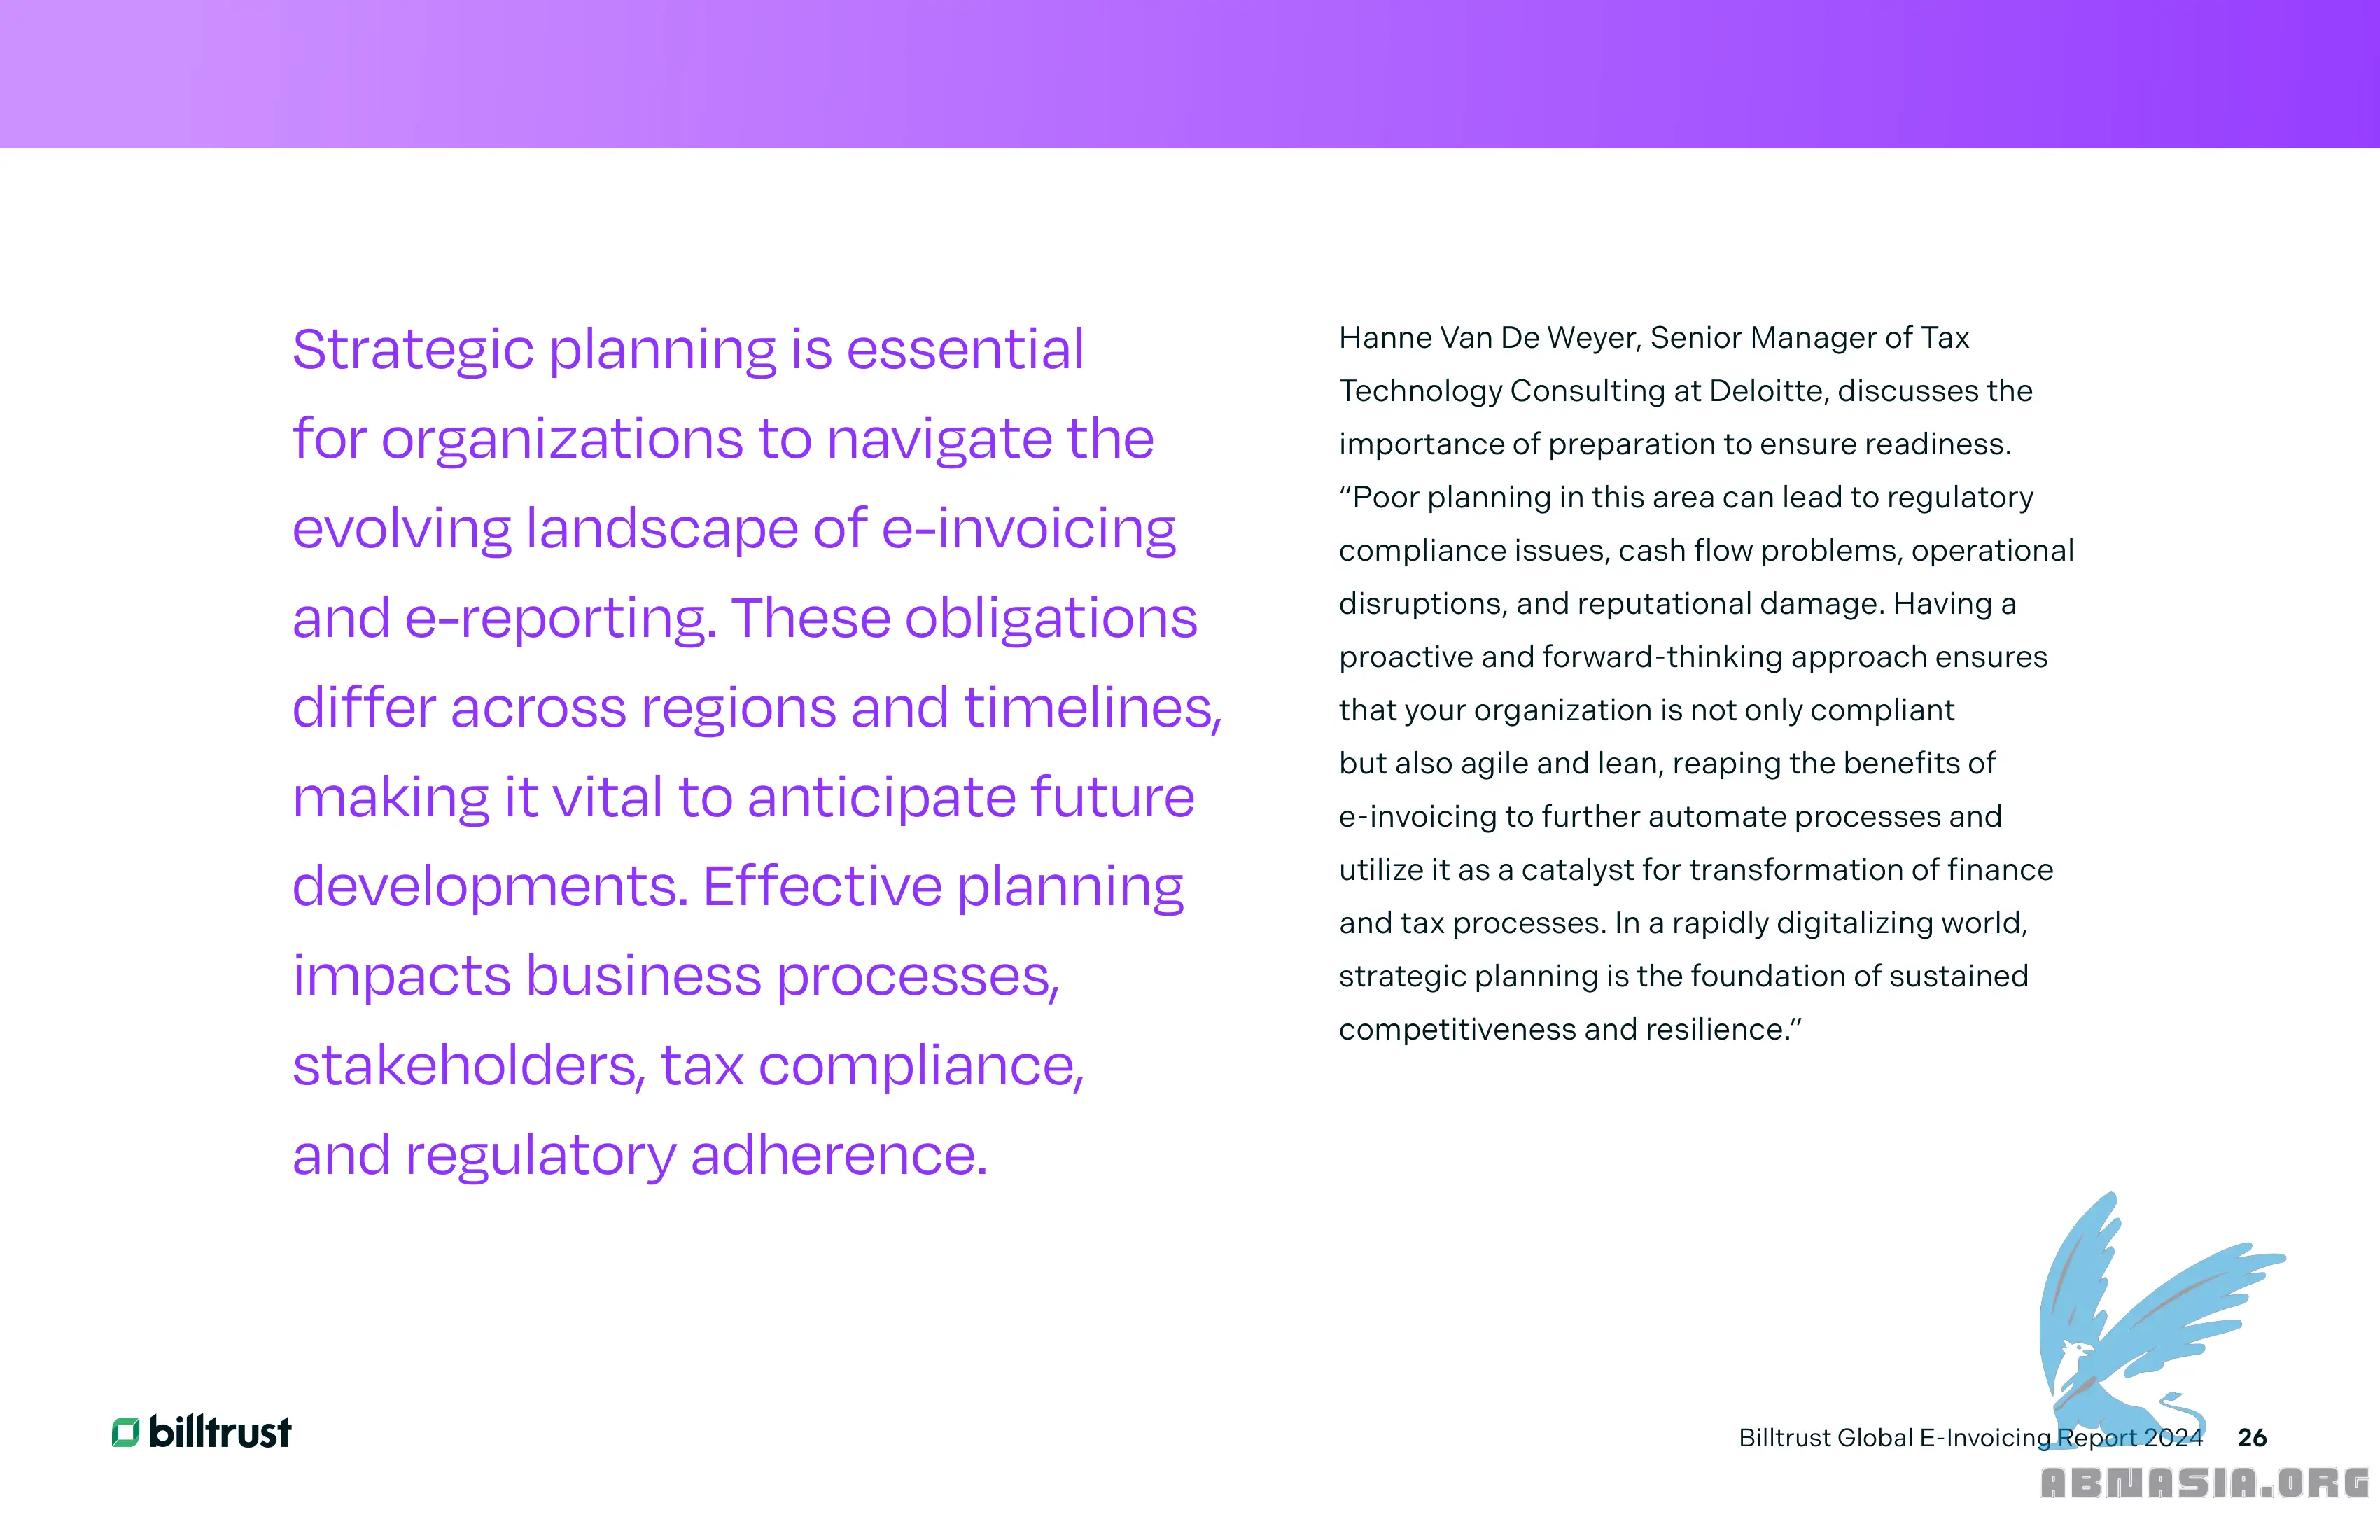 Strategic planning is essential
for organizations to navigate the
evolving landscape of e-invoicing
and e-reporting. These obligations
differ across regions and timelines,
making it vital to anticipate future
developments. Effective planning
impacts business processes,
stakeholders, tax compliance,
and regulatory adherence.
Hanne Van De Weyer, Senior Manager of Tax
Technology Consulting at Deloitte, discusses the
importance of preparation to ensure readiness.
“Poor planning in this area can lead to regulatory
compliance issues, cash flow problems, operational
disruptions, and reputational damage. Having a
proactive and forward-thinking approach ensures
that your organization is not only compliant
but also agile and lean, reaping the benefits of
e-invoicing to further automate processes and
utilize it as a catalyst for transformation of finance
and tax processes. In a rapidly digitalizing world,
strategic planning is the foundation of sustained
competitiveness and resilience.”
billtrust
Billtrust Global E-Invoicing Report 2024 26
ABNASIA.ORG